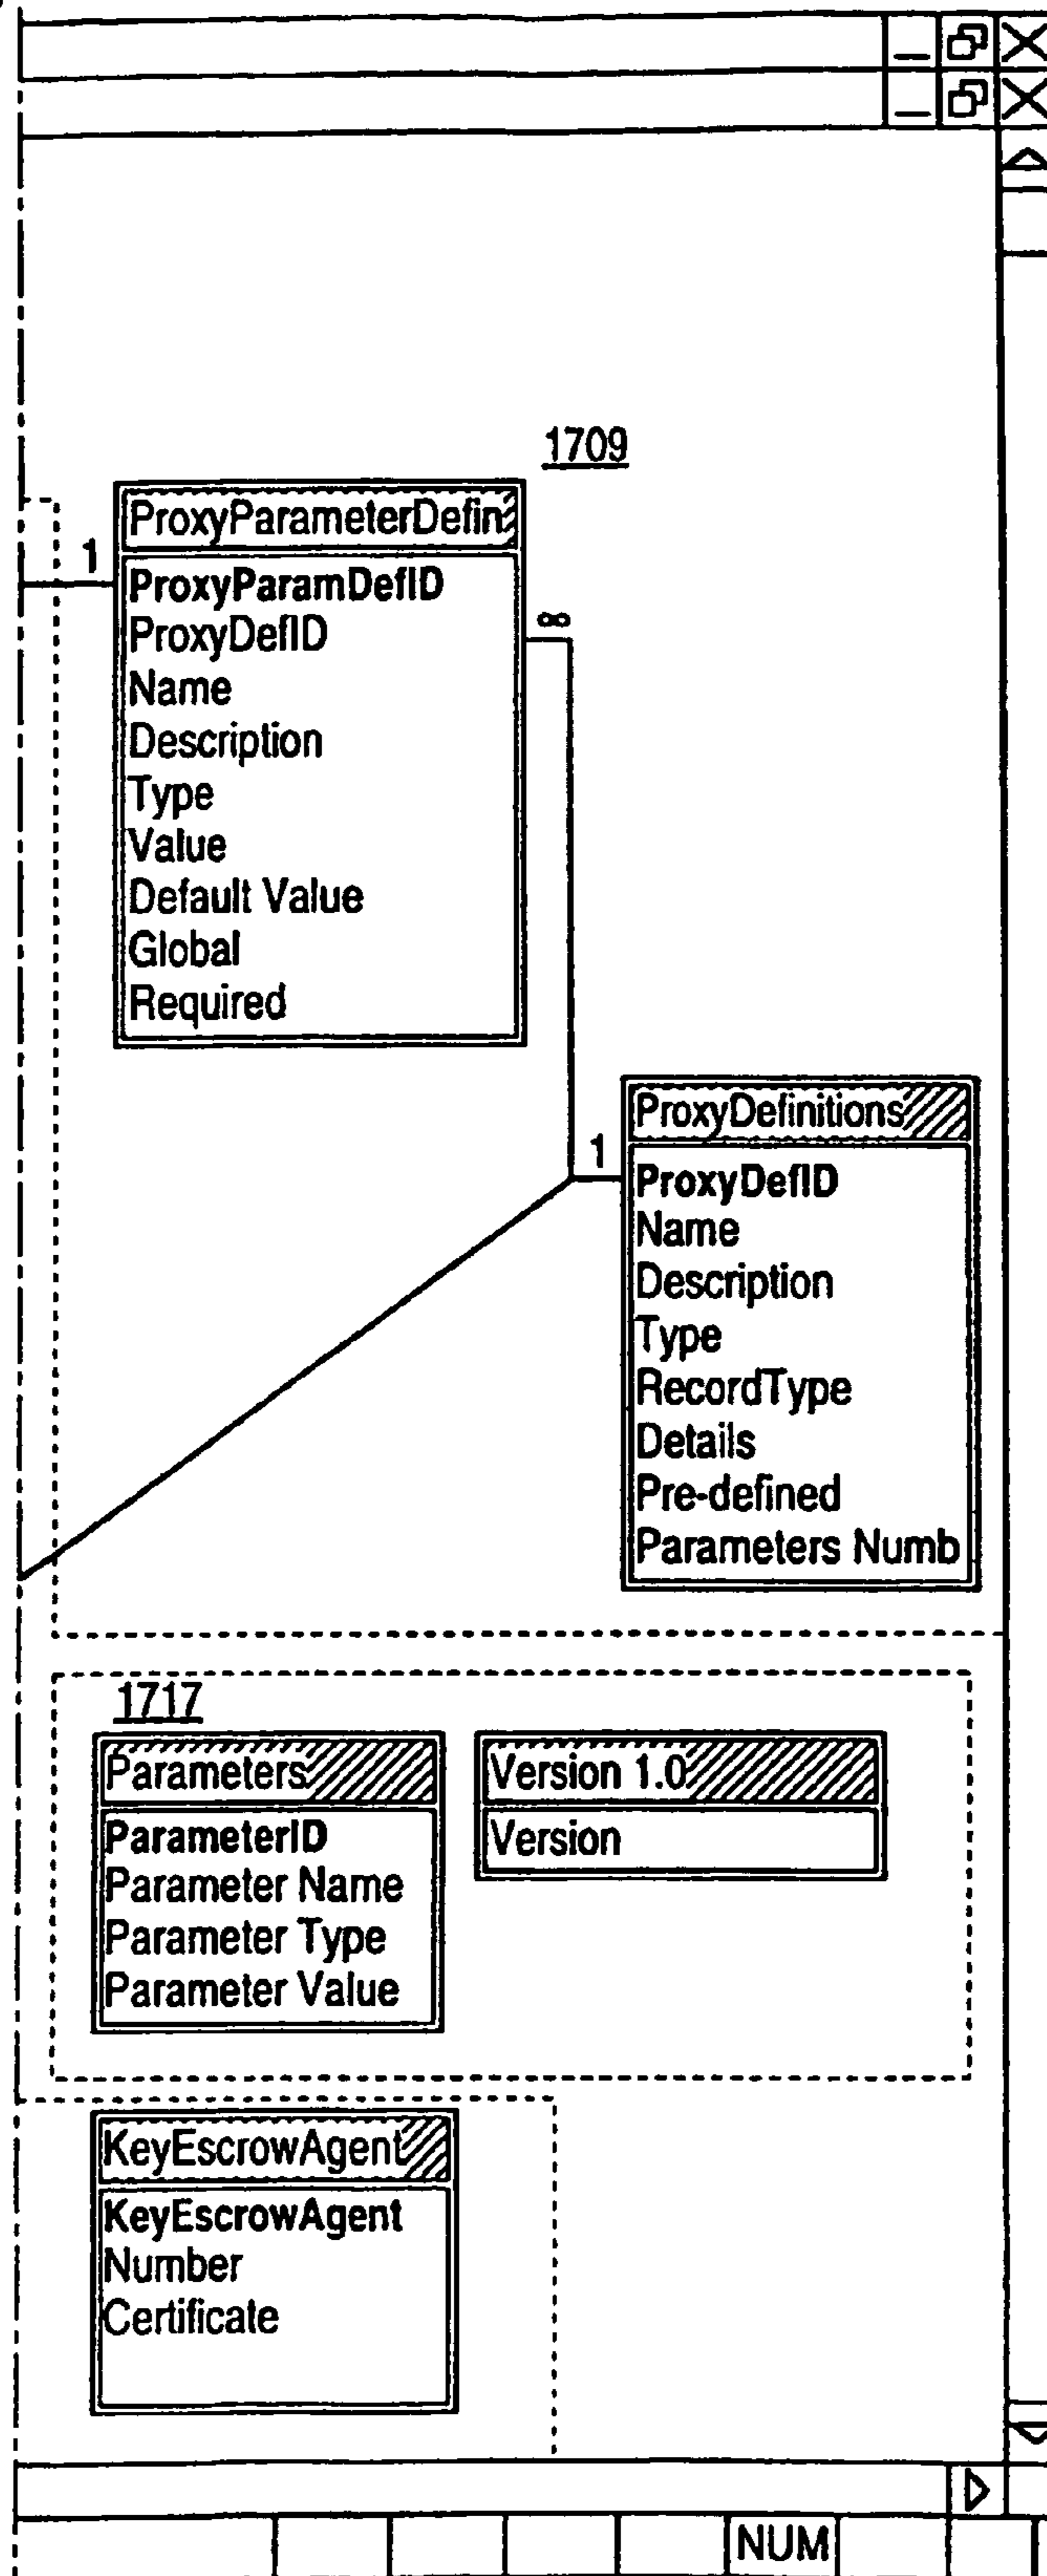 1709
ProxyParameterDefin
1
ProxyParamDefID
∞
ProxyDefID
Name
Description
Type
Value
Default Value
Global
Required
ProxyDefinitions
1
ProxyDefID
Name
Description
Type
RecordType
Details
Pre-defined
Parameters Numb
1717
Parameters
ParameterID
Parameter Name
Parameter Type
Parameter Value
Version 1.0
Version
KeyEscrowAgent
KeyEscrowAgent
Number
Certificate
NUM